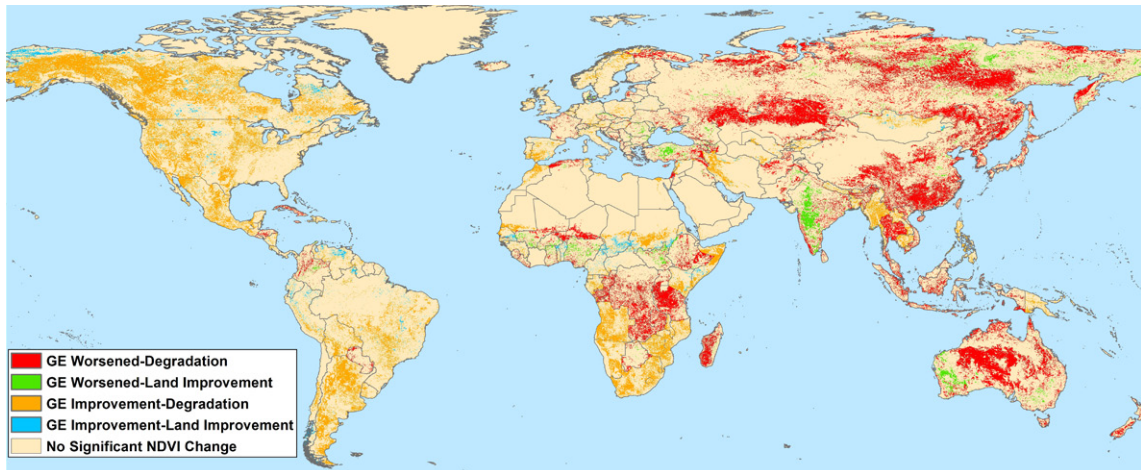 GE Worsened-Degradation
GE Worsened-Land Improvement
GE Improvement-Degradation
GE Improvement-Land Improvement
No Significant NDVI Change